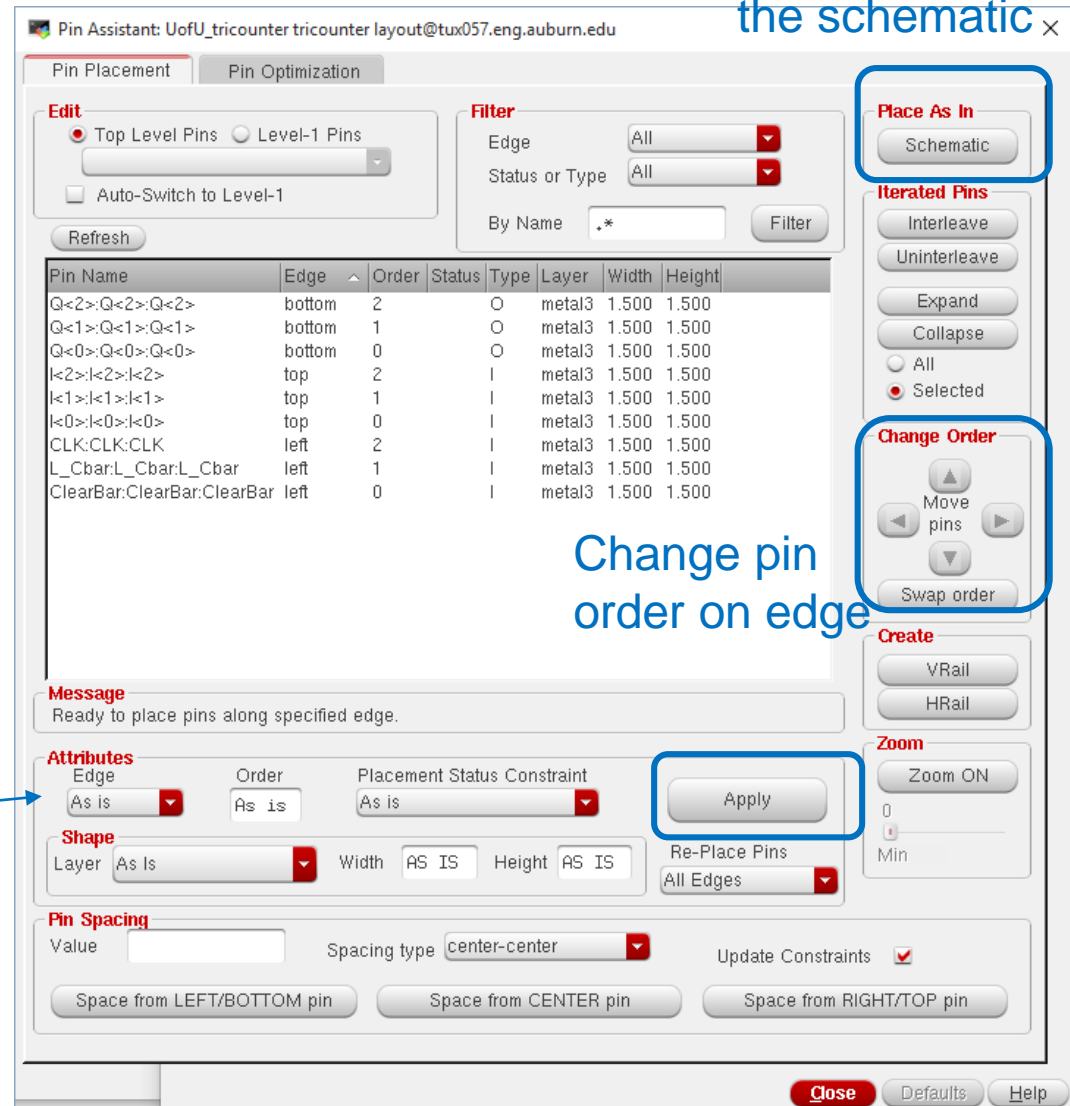 the schematic
Pin Assistant: UofU_tricounter tricounter layout@tux057.eng.auburn.edu
Pin Placement Pin Optimization
Edit
Top Level Pins Level-1 Pins
Auto-Switch to Level-1
Refresh
Filter
Edge All
Status or Type All
By Name .* Filter
Place As In
Schematic
Iterated Pins
Interleave
Uninterleave
Expand
Collapse
All
Selected
Pin Name Edge Order Status Type Layer Width Height
Q<2>:Q<2>:Q<2> bottom 2 O metal3 1.500 1.500
Q<1>:Q<1>:Q<1> bottom 1 O metal3 1.500 1.500
Q<0>:Q<0>:Q<0> bottom 0 O metal3 1.500 1.500
I<2>:I<2>:I<2> top 2 I metal3 1.500 1.500
I<1>:I<1>:I<1> top 1 I metal3 1.500 1.500
I<0>:I<0>:I<0> top 0 I metal3 1.500 1.500
CLK:CLK:CLK left 2 I metal3 1.500 1.500
L_Cbar:L_Cbar:L_Cbar left 1 I metal3 1.500 1.500
ClearBar:ClearBar:ClearBar left 0 I metal3 1.500 1.500
Change pin
order on edge
Change Order
Move
pins
Swap order
Create
VRail
HRail
Message
Ready to place pins along specified edge.
Zoom
Zoom ON
0
Min
Attributes
Edge Order Placement Status Constraint
As is As is As is Apply
Shape
Layer As Is Width AS IS Height AS IS
Re-Place Pins
All Edges
Pin Spacing
Value Spacing type center-center Update Constraints
Space from LEFT/BOTTOM pin Space from CENTER pin Space from RIGHT/TOP pin
Close Defaults Help